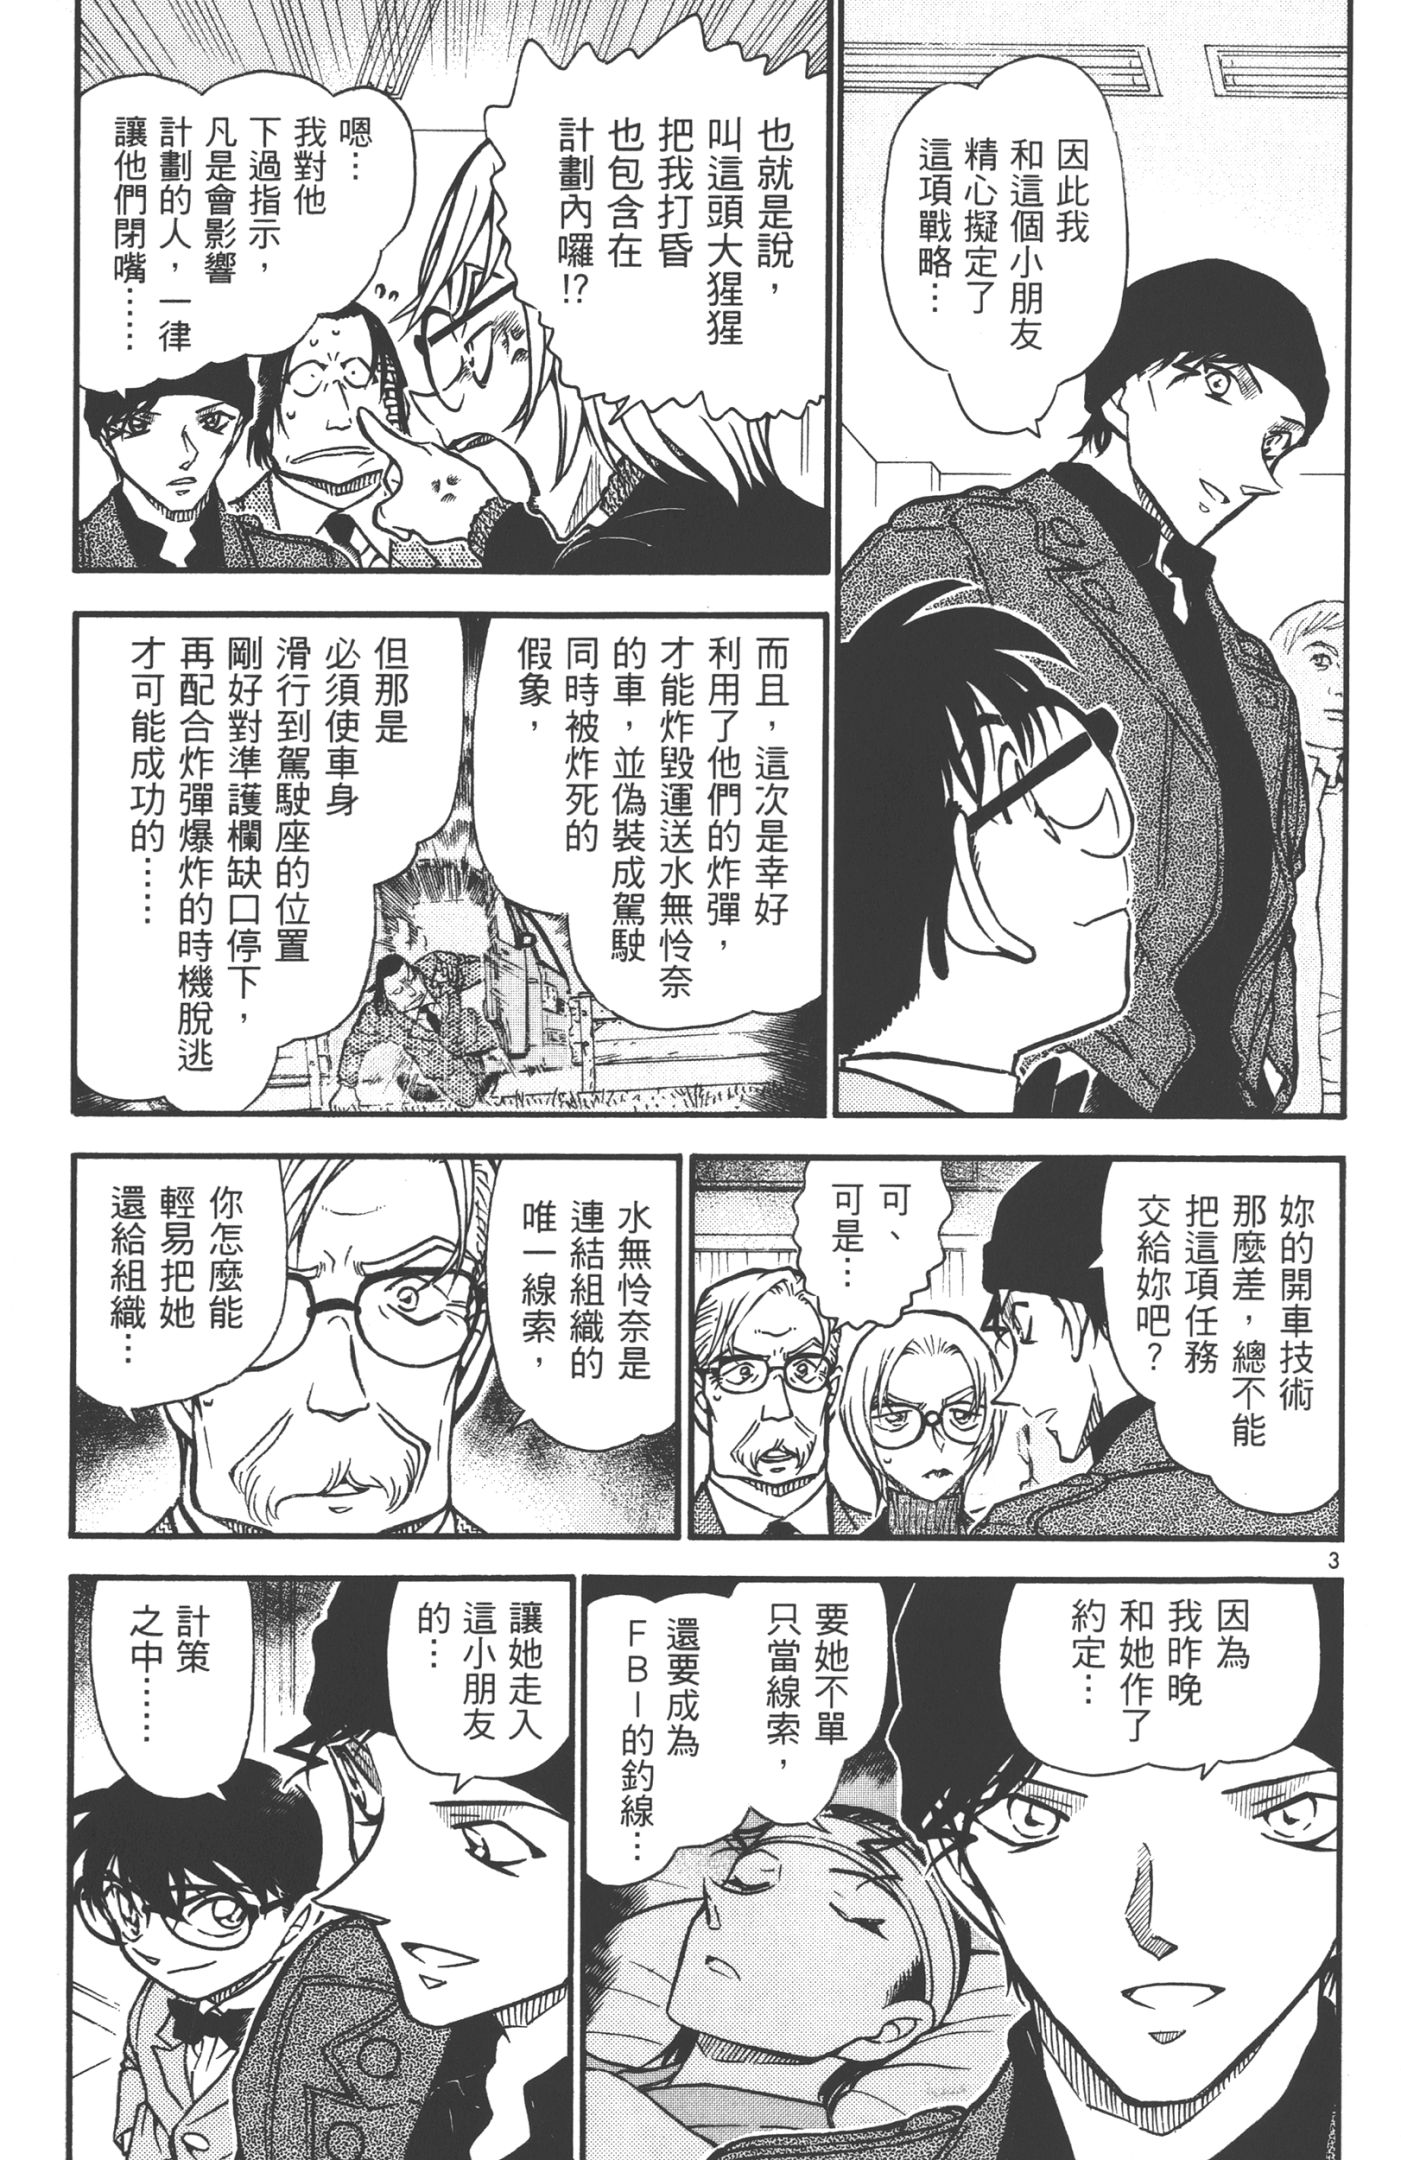 因此我
和這個小朋友
精心擬定了
這項戰略…
也就是說，
叫這頭大猩猩
把我打昏
也包含在
計劃內囉!?
嗯…
我對他
下過指示，
凡是會影響
計劃的人，一律
讓他們閉嘴……
而且，這次是幸好
利用了他們的炸彈，
才能炸毀運送水無怜奈
的車，並偽裝成駕駛
同時被炸死的
假象，
但那是
必須使車身
滑行到駕駛座的位置
剛好對準護欄缺口停下，
再配合炸彈爆炸的時機脫逃
才可能成功的……
妳的開車技術
那麼差，總不能
把這項任務
交給妳吧？
可、
可是…
水無怜奈是
連結組織的
唯一線索，
你怎麼能
輕易把她
還給組織…
3
因為
我昨晚
和她作了
約定…
要她不單
只當線索，
還要成為
FBI的釣線…
讓她走入
這小朋友
的…
計策
之中……